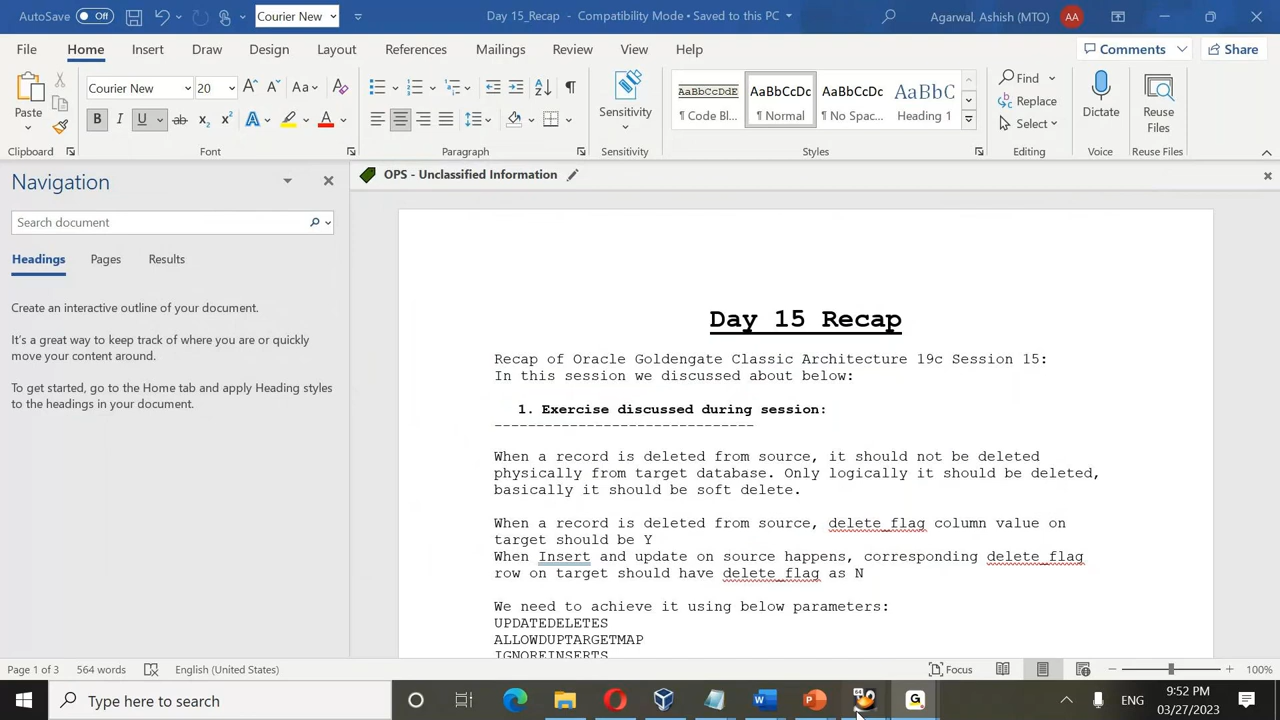 AutoSave Off Courier New Day 15_Recap - Compatibility Mode • Saved to this PC Agarwal, Ashish (MTO) AA
File Home Insert Draw Design Layout References Mailings Review View Help Comments Share
Paste Courier New 20 Aa Sensitivity AaBbCcDdE AaBbCcDc AaBbCcDc AaBbC Find Replace Select Dictate Reuse Files
¶ Code Bl... ¶ Normal ¶ No Spac... Heading 1
Clipboard Font Paragraph Sensitivity Styles Editing Voice Reuse Files
Navigation
OPS - Unclassified Information
Search document
Headings Pages Results
Create an interactive outline of your document.
It's a great way to keep track of where you are or quickly
move your content around.
To get started, go to the Home tab and apply Heading styles
to the headings in your document.
Day 15 Recap
Recap of Oracle Goldengate Classic Architecture 19c Session 15:
In this session we discussed about below:
1. Exercise discussed during session:
-------------------------------
When a record is deleted from source, it should not be deleted
physically from target database. Only logically it should be deleted,
basically it should be soft delete.
When a record is deleted from source, delete_flag column value on
target should be Y
When Insert and update on source happens, corresponding delete_flag
row on target should have delete_flag as N
We need to achieve it using below parameters:
UPDATEDELETES
ALLOWDUPTARGETMAP
IGNOREINSERTS
Page 1 of 3 564 words English (United States) Focus 100%
Type here to search ENG 9:52 PM
03/27/2023